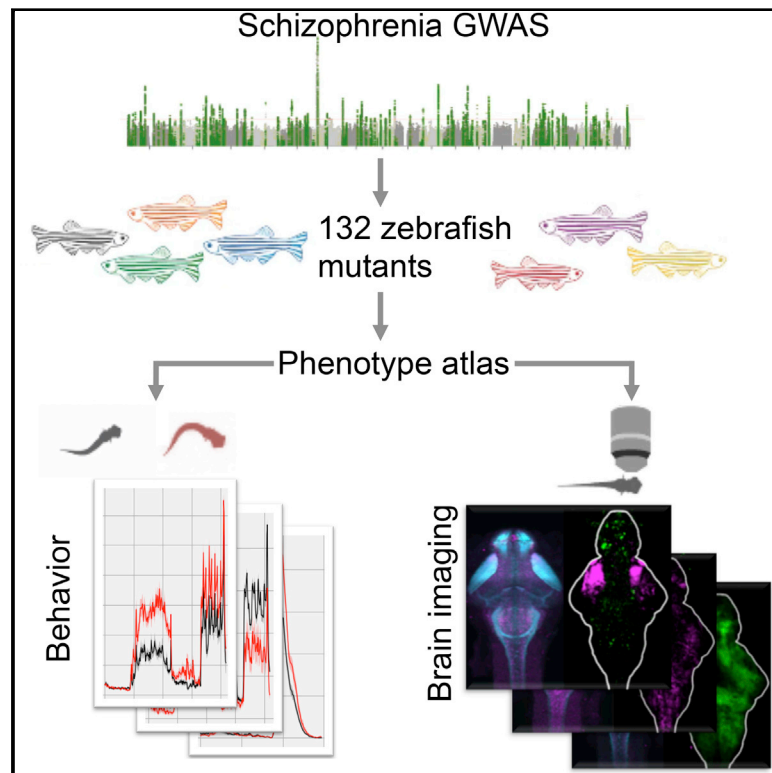 Schizophrenia GWAS
132 zebrafish
mutants
Phenotype atlas
Behavior
Brain imaging